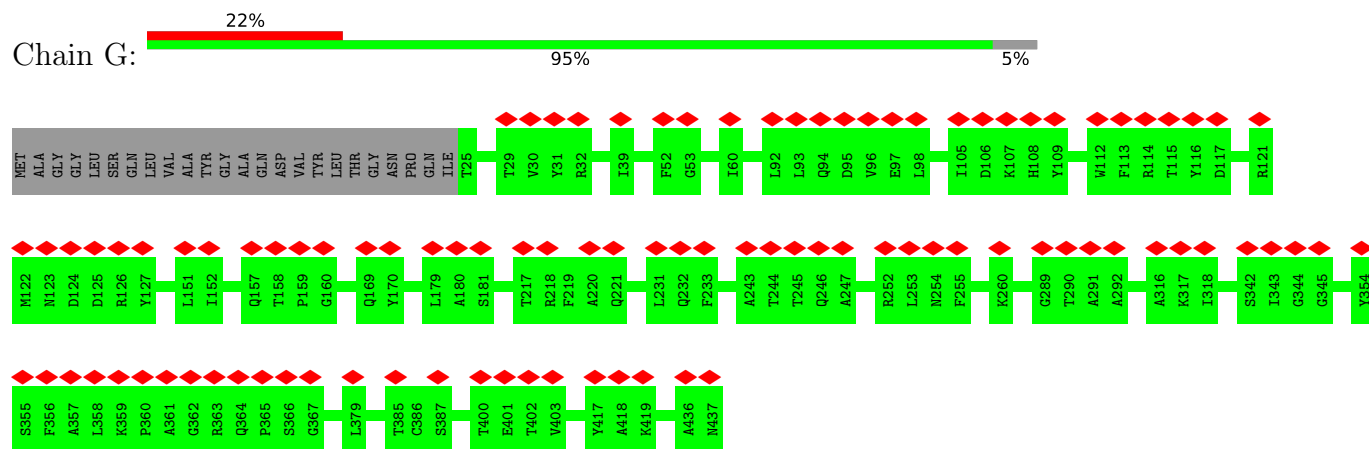 22%
Chain G:
95% 5%
MET ALA GLY GLY LEU SER GLN LEU VAL ALA TYR GLY ALA GLN ASP VAL TYR LEU THR GLY ASN PRO GLN ILE T25 T29 V30 Y31 R32 I39 F52 G53 I60 L92 L93 Q94 D95 V96 E97 L98 I105 D106 K107 H108 Y109 W112 F113 R114 T115 Y116 D117 R121
M122 N123 D124 D125 R126 Y127 L151 I152 Q157 T158 P159 G160 Q169 Y170 L179 A180 S181 T217 R218 F219 A220 Q221 L231 Q232 F233 A243 T244 T245 Q246 A247 R252 L253 N254 F255 K260 G289 T290 A291 A292 A316 K317 I318 S342 I343 G344 G345 Y354
S355 F356 A357 L358 K359 P360 A361 G362 R363 Q364 P365 S366 G367 L379 T385 C386 S387 T400 E401 T402 V403 Y417 A418 K419 A436 N437